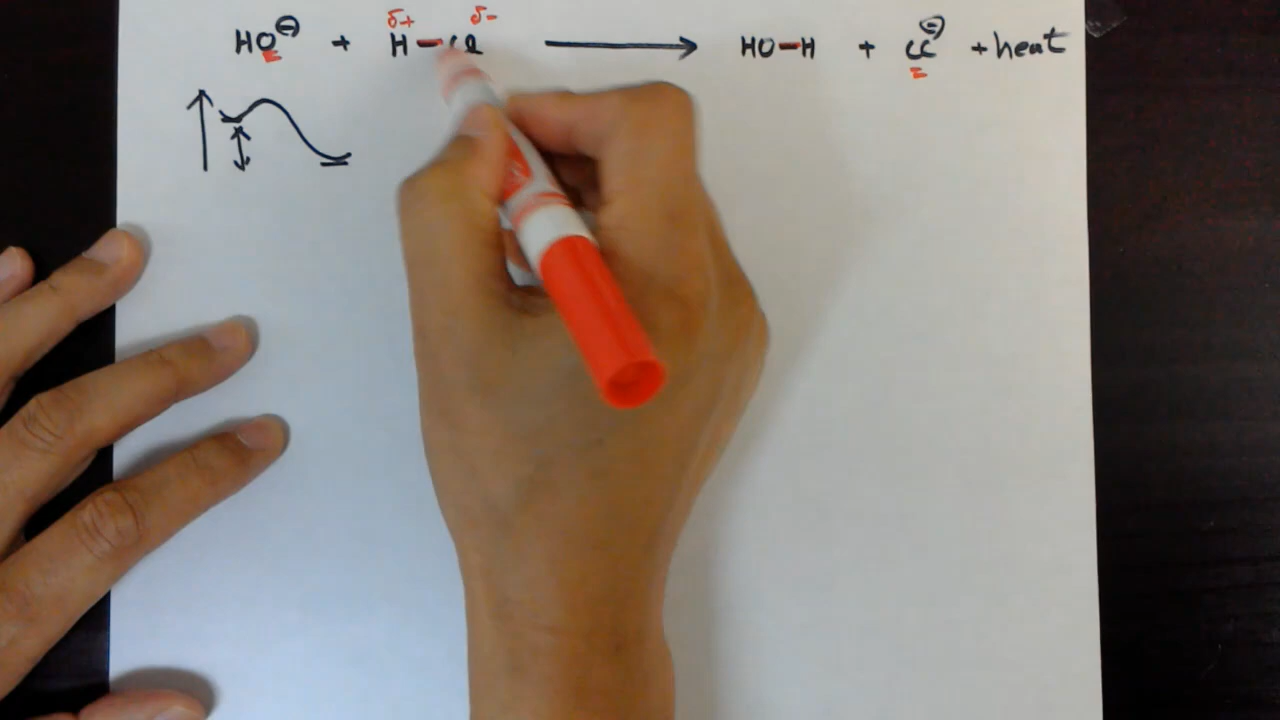 δ+ δ-
HO⊖ + H-Cl → HO-H + Cl⊖ + heat